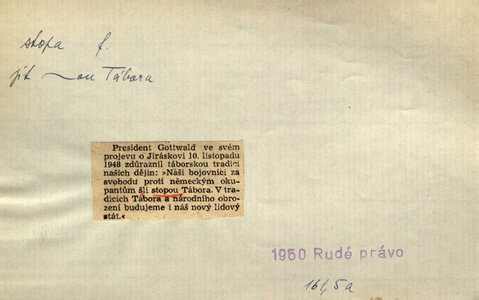 stopa f.
jít ~ou Tábora
President Gottwald ve svém
projevu o Jiráskovi 10. listopadu
1948 zdůraznil táborskou tradici
našich dějin: »Náši bojovníci za
svobodu proti německým oku-
pantům šli stopou Tábora. V tra-
dicích Tábora a národního obro-
zení budujeme i náš nový lidový
stát.«
1950 Rudé právo
161,5a